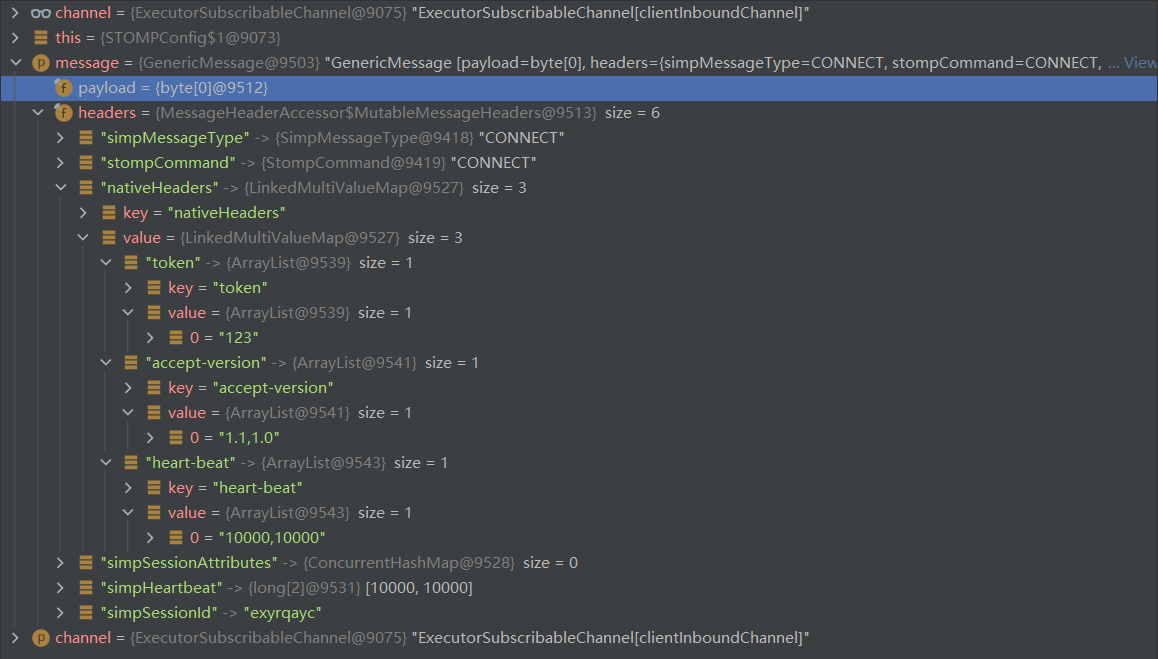 channel = {ExecutorSubscribableChannel@9075} "ExecutorSubscribableChannel[clientInboundChannel]"
this = {STOMPConfig$1@9073}
p message = {GenericMessage@9503} "GenericMessage [payload=byte[0], headers={simpMessageType=CONNECT, stompCommand=CONNECT, ... View
f payload = {byte[0]@9512}
f headers = {MessageHeaderAccessor$MutableMessageHeaders@9513} size = 6
"simpMessageType" -> {SimpMessageType@9418} "CONNECT"
"stompCommand" -> {StompCommand@9419} "CONNECT"
"nativeHeaders" -> {LinkedMultiValueMap@9527} size = 3
key = "nativeHeaders"
value = {LinkedMultiValueMap@9527} size = 3
"token" -> {ArrayList@9539} size = 1
key = "token"
value = {ArrayList@9539} size = 1
0 = "123"
"accept-version" -> {ArrayList@9541} size = 1
key = "accept-version"
value = {ArrayList@9541} size = 1
0 = "1.1,1.0"
"heart-beat" -> {ArrayList@9543} size = 1
key = "heart-beat"
value = {ArrayList@9543} size = 1
0 = "10000,10000"
"simpSessionAttributes" -> {ConcurrentHashMap@9528} size = 0
"simpHeartbeat" -> {long[2]@9531} [10000, 10000]
"simpSessionId" -> "exyrqayc"
p channel = {ExecutorSubscribableChannel@9075} "ExecutorSubscribableChannel[clientInboundChannel]"